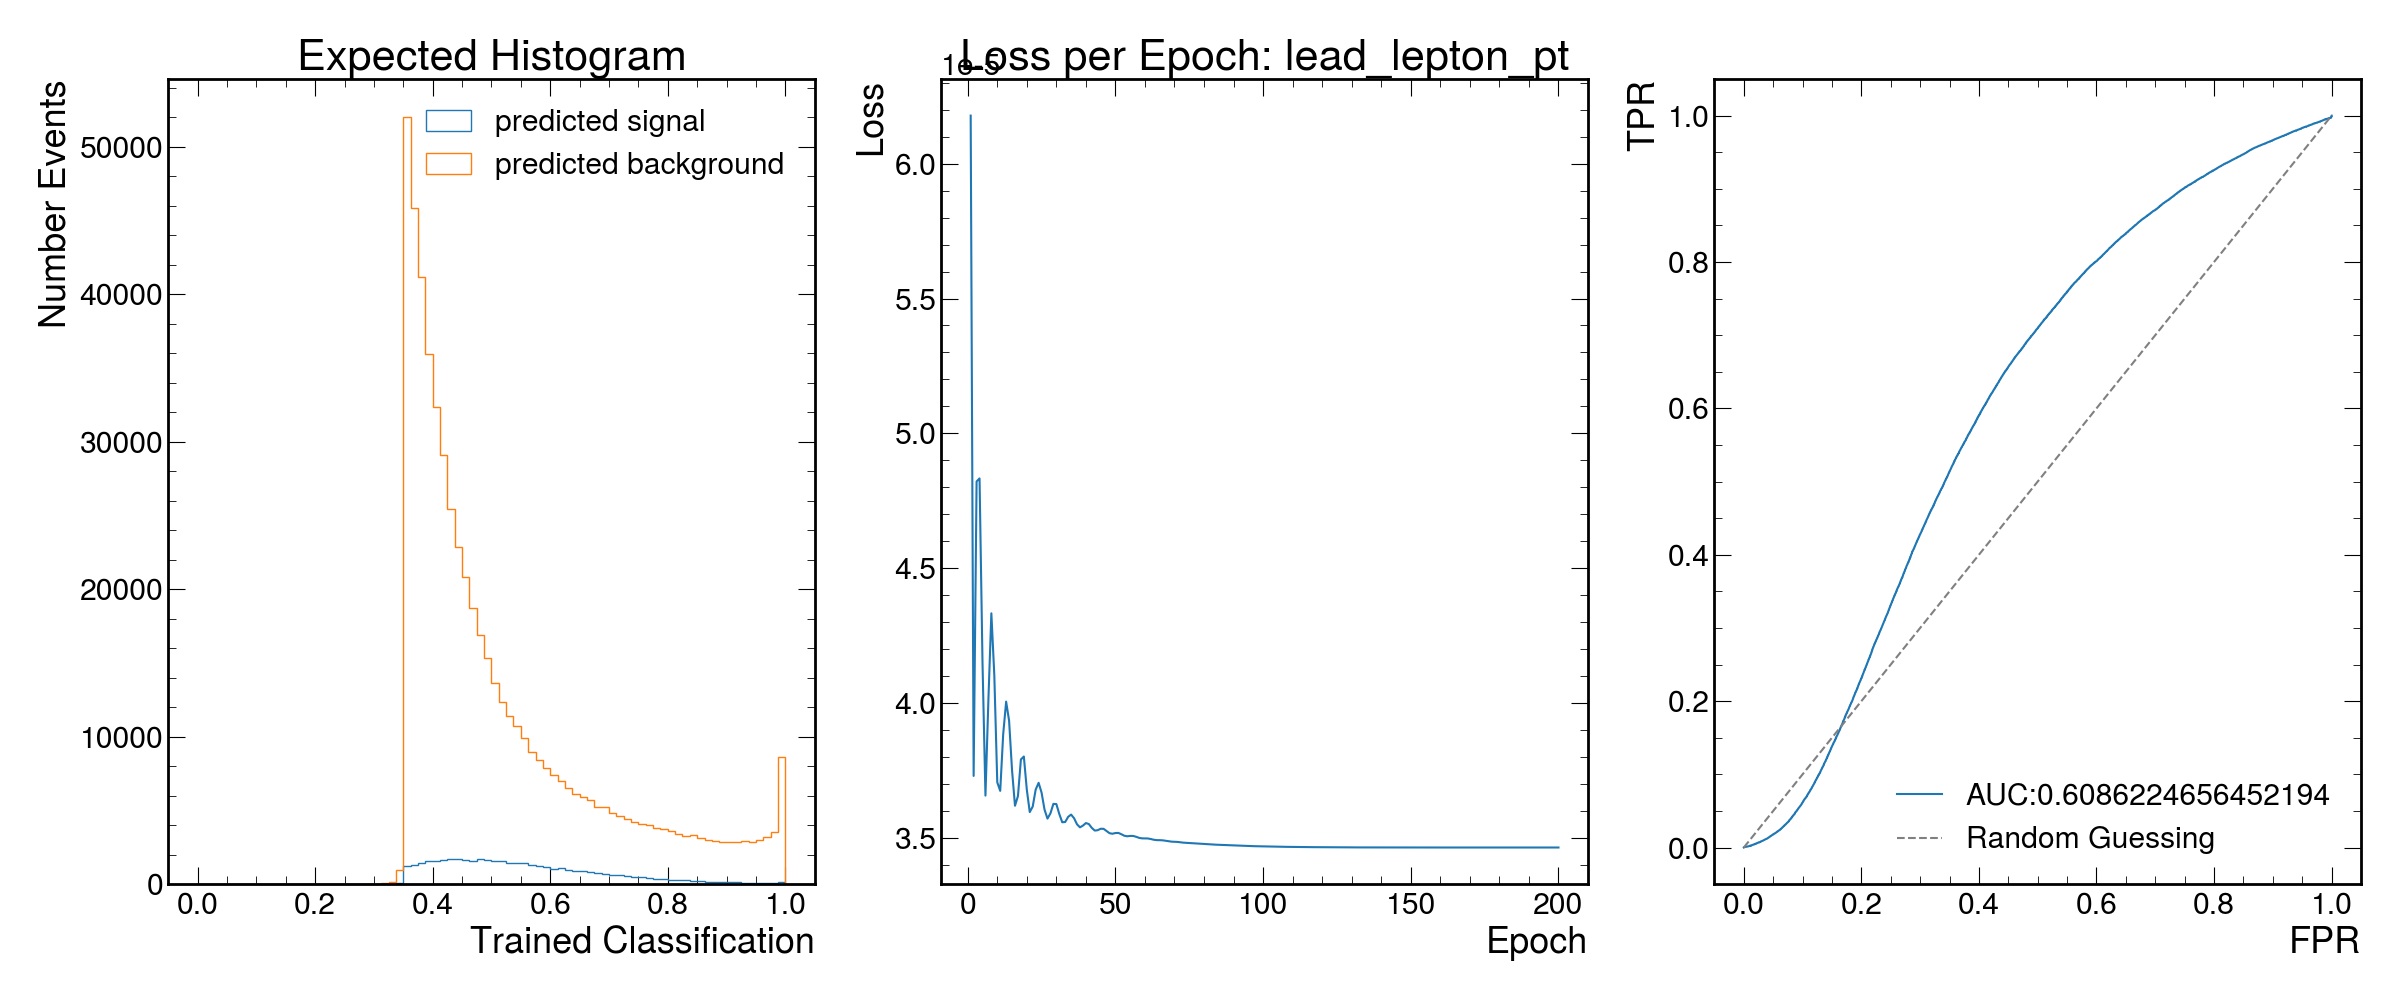 Expected Histogram
Number Events
50000
40000
30000
20000
10000
0
predicted signal
predicted background
0.0 0.2 0.4 0.6 0.8 1.0
Trained Classification
Loss per Epoch: lead_lepton_pt
1e-5
Loss
6.0
5.5
5.0
4.5
4.0
3.5
0 50 100 150 200
Epoch
TPR
1.0
0.8
0.6
0.4
0.2
0.0
AUC:0.6086224656452194
Random Guessing
0.0 0.2 0.4 0.6 0.8 1.0
FPR